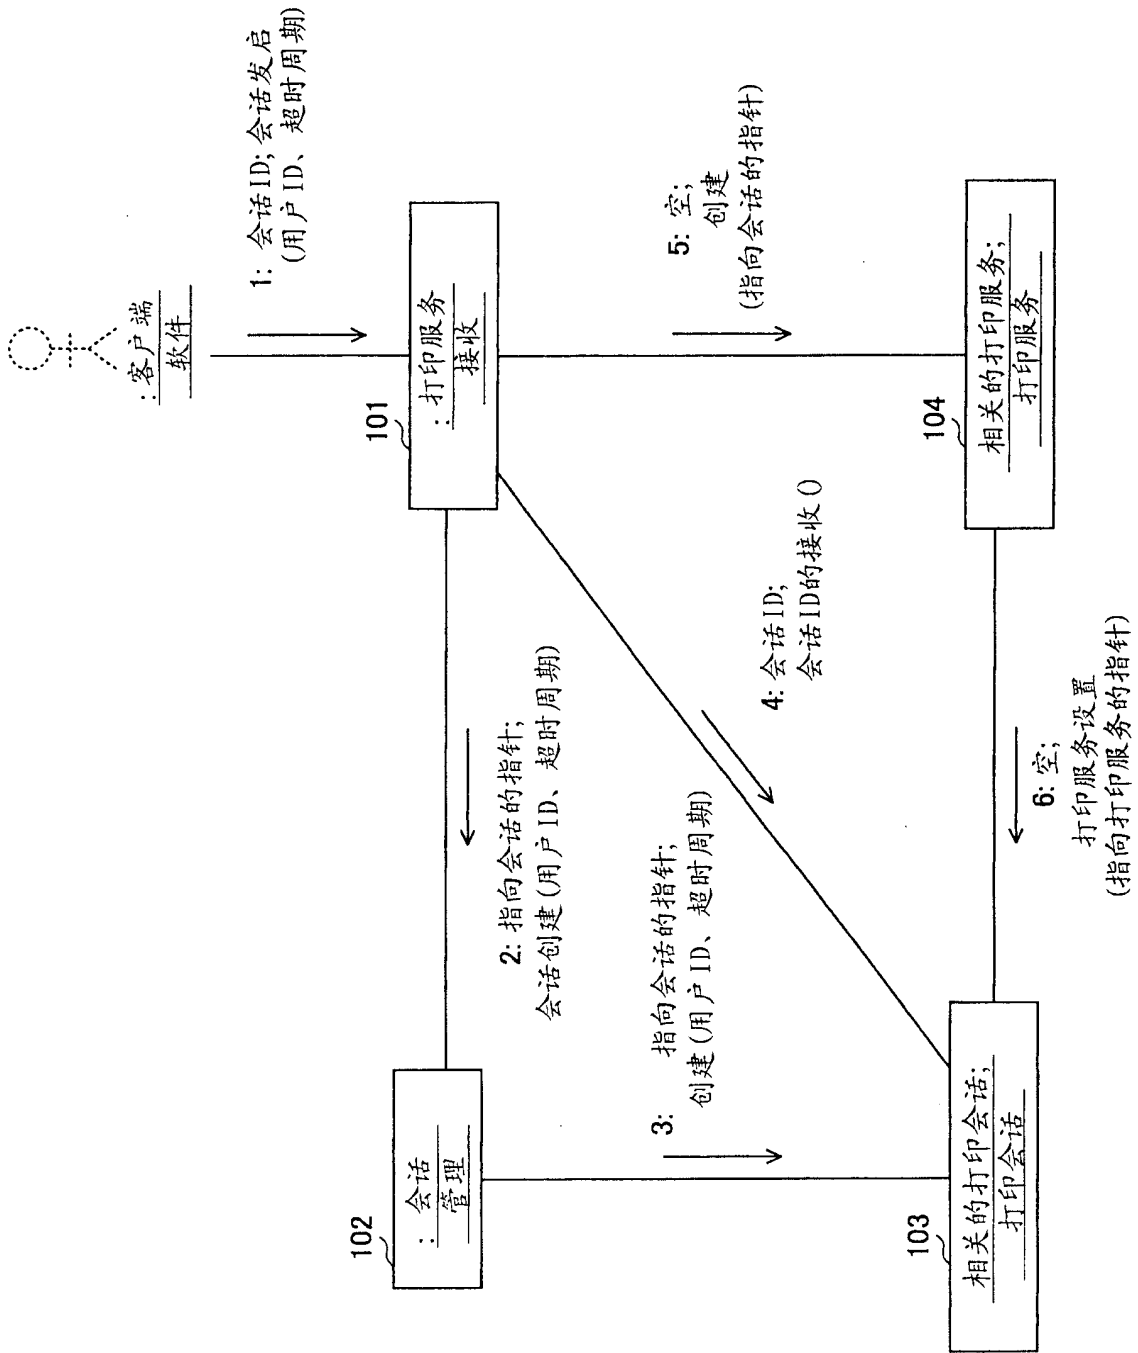 : 客户端
软件
1: 会话ID; 会话发启
(用户ID、超时周期)
101
: 打印服务
接收
102
: 会话
管理
2: 指向会话的指针;
会话创建(用户ID、超时周期)
3: 指向会话的指针;
创建(用户ID、超时周期)
4: 会话ID;
会话ID的接收()
5: 空;
创建
(指向会话的指针)
103
相关的打印会话;
打印会话
104
相关的打印服务;
打印服务
6: 空;
打印服务设置
(指向打印服务的指针)